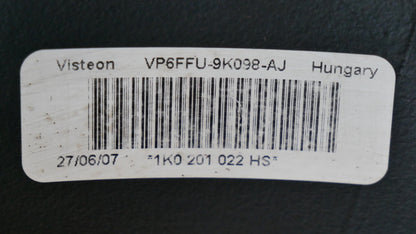 Visteon VP6FFU-9K098-AJ Hungary
27/06/07 *1K0 201 022 HS*